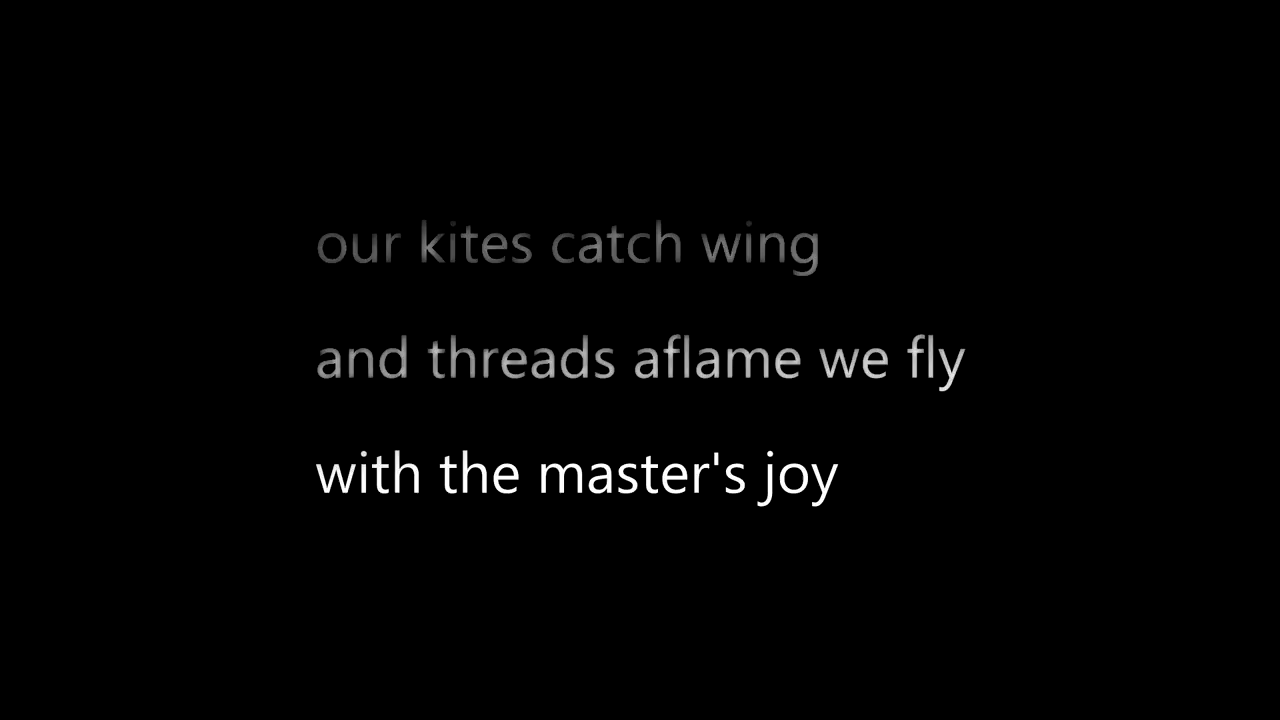 our kites catch wing
and threads aflame we fly
with the master's joy